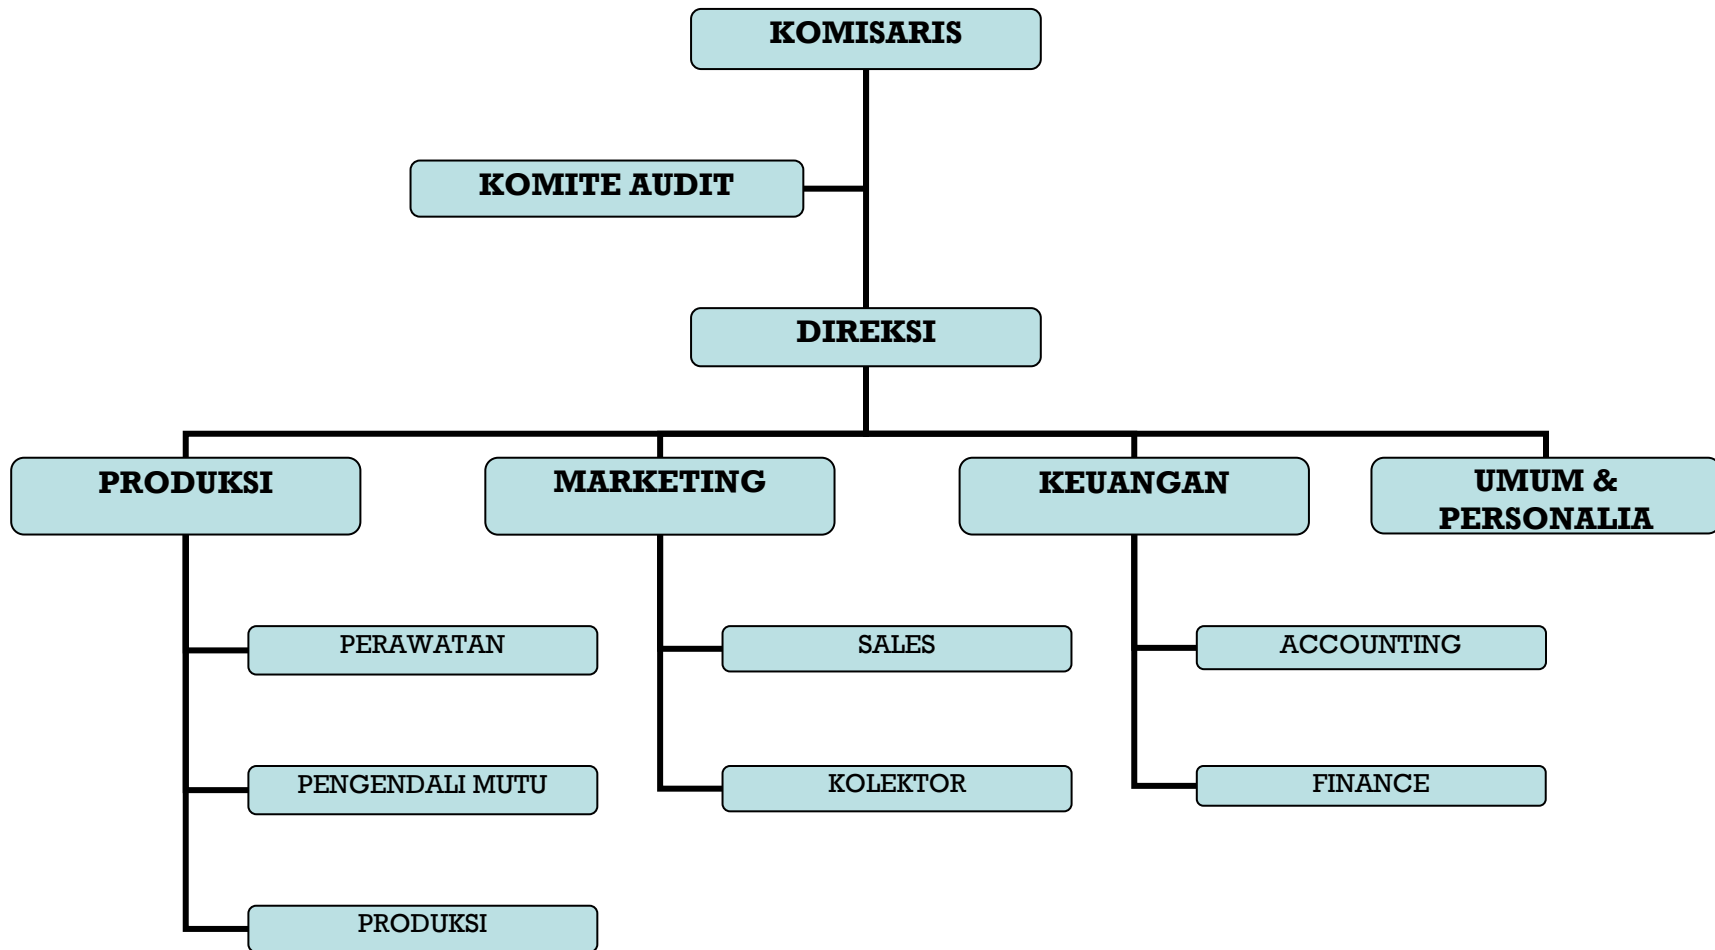 KOMISARIS
KOMITE AUDIT
DIREKSI
PRODUKSI
MARKETING
KEUANGAN
UMUM &
PERSONALIA
PERAWATAN
SALES
ACCOUNTING
PENGENDALI MUTU
KOLEKTOR
FINANCE
PRODUKSI